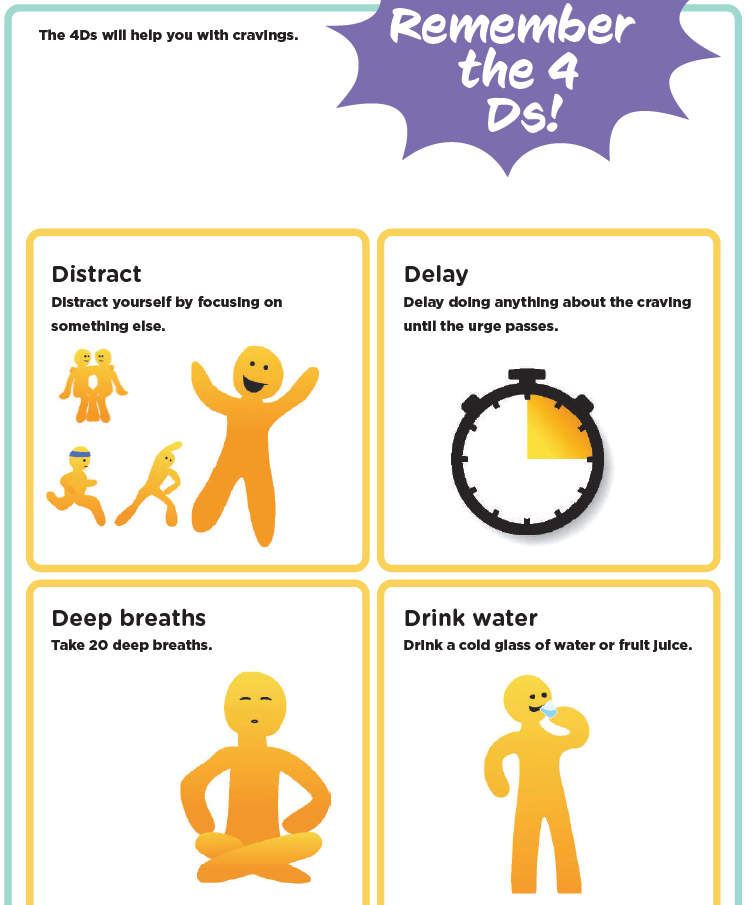 The 4Ds will help you with cravings.
Remember
the 4
Ds!
Distract
Distract yourself by focusing on
something else.
Delay
Delay doing anything about the craving
until the urge passes.
Deep breaths
Take 20 deep breaths.
Drink water
Drink a cold glass of water or fruit juice.